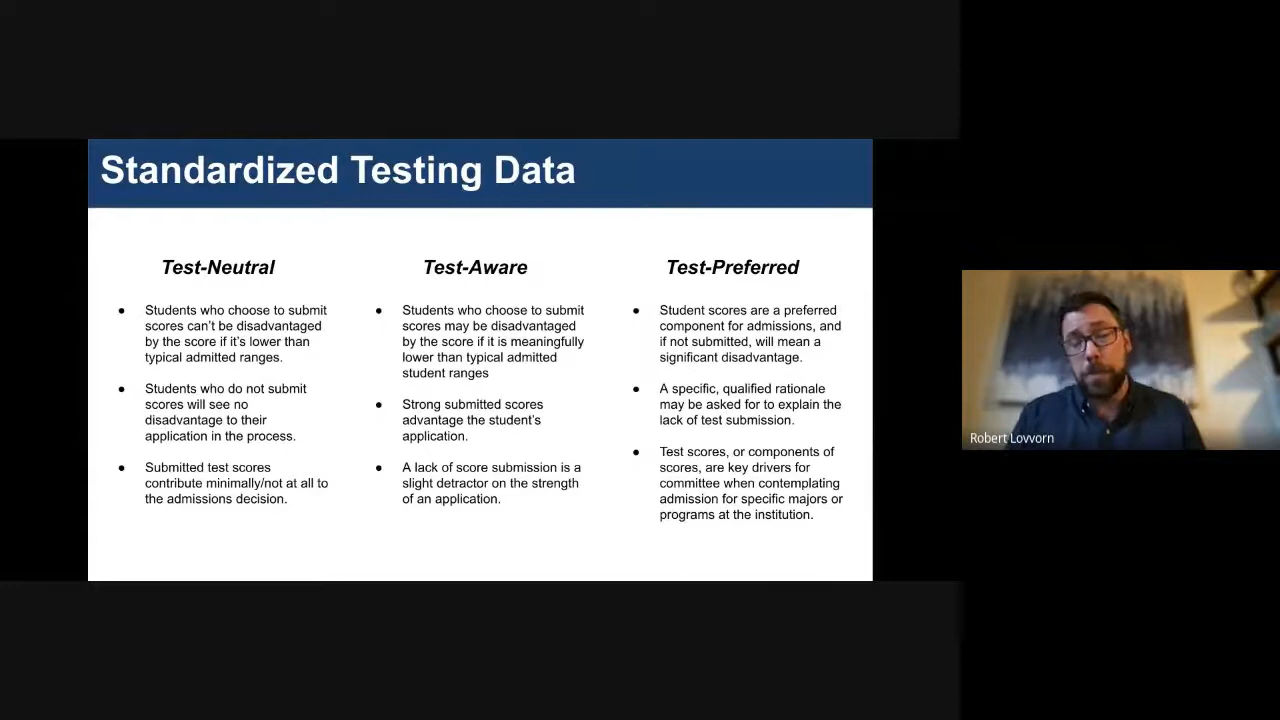 Standardized Testing Data
Test-Neutral
● Students who choose to submit
scores can’t be disadvantaged
by the score if it’s lower than
typical admitted ranges.
● Students who do not submit
scores will see no
disadvantage to their
application in the process.
● Submitted test scores
contribute minimally/not at all to
the admissions decision.
Test-Aware
● Students who choose to submit
scores may be disadvantaged
by the score if it is meaningfully
lower than typical admitted
student ranges
● Strong submitted scores
advantage the student’s
application.
● A lack of score submission is a
slight detractor on the strength
of an application.
Test-Preferred
● Student scores are a preferred
component for admissions, and
if not submitted, will mean a
significant disadvantage.
● A specific, qualified rationale
may be asked for to explain the
lack of test submission.
● Test scores, or components of
scores, are key drivers for
committee when contemplating
admission for specific majors or
programs at the institution.
Robert Lovvorn